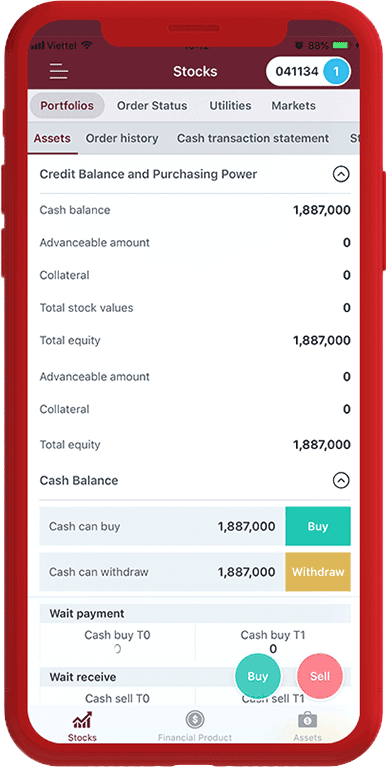 Viettel 88%
Stocks 041134 1
Portfolios Order Status Utilities Markets
Assets Order history Cash transaction statement
Credit Balance and Purchasing Power
Cash balance 1,887,000
Advanceable amount 0
Collateral 0
Total stock values 0
Total equity 1,887,000
Advanceable amount 0
Collateral 0
Total equity 1,887,000
Cash Balance
Cash can buy 1,887,000 Buy
Cash can withdraw 1,887,000 Withdraw
Wait payment
Cash buy T0 Cash buy T1
0 0
Buy Sell
Wait receive
Cash sell T0 Cash sell T1
Stocks Financial Product Assets